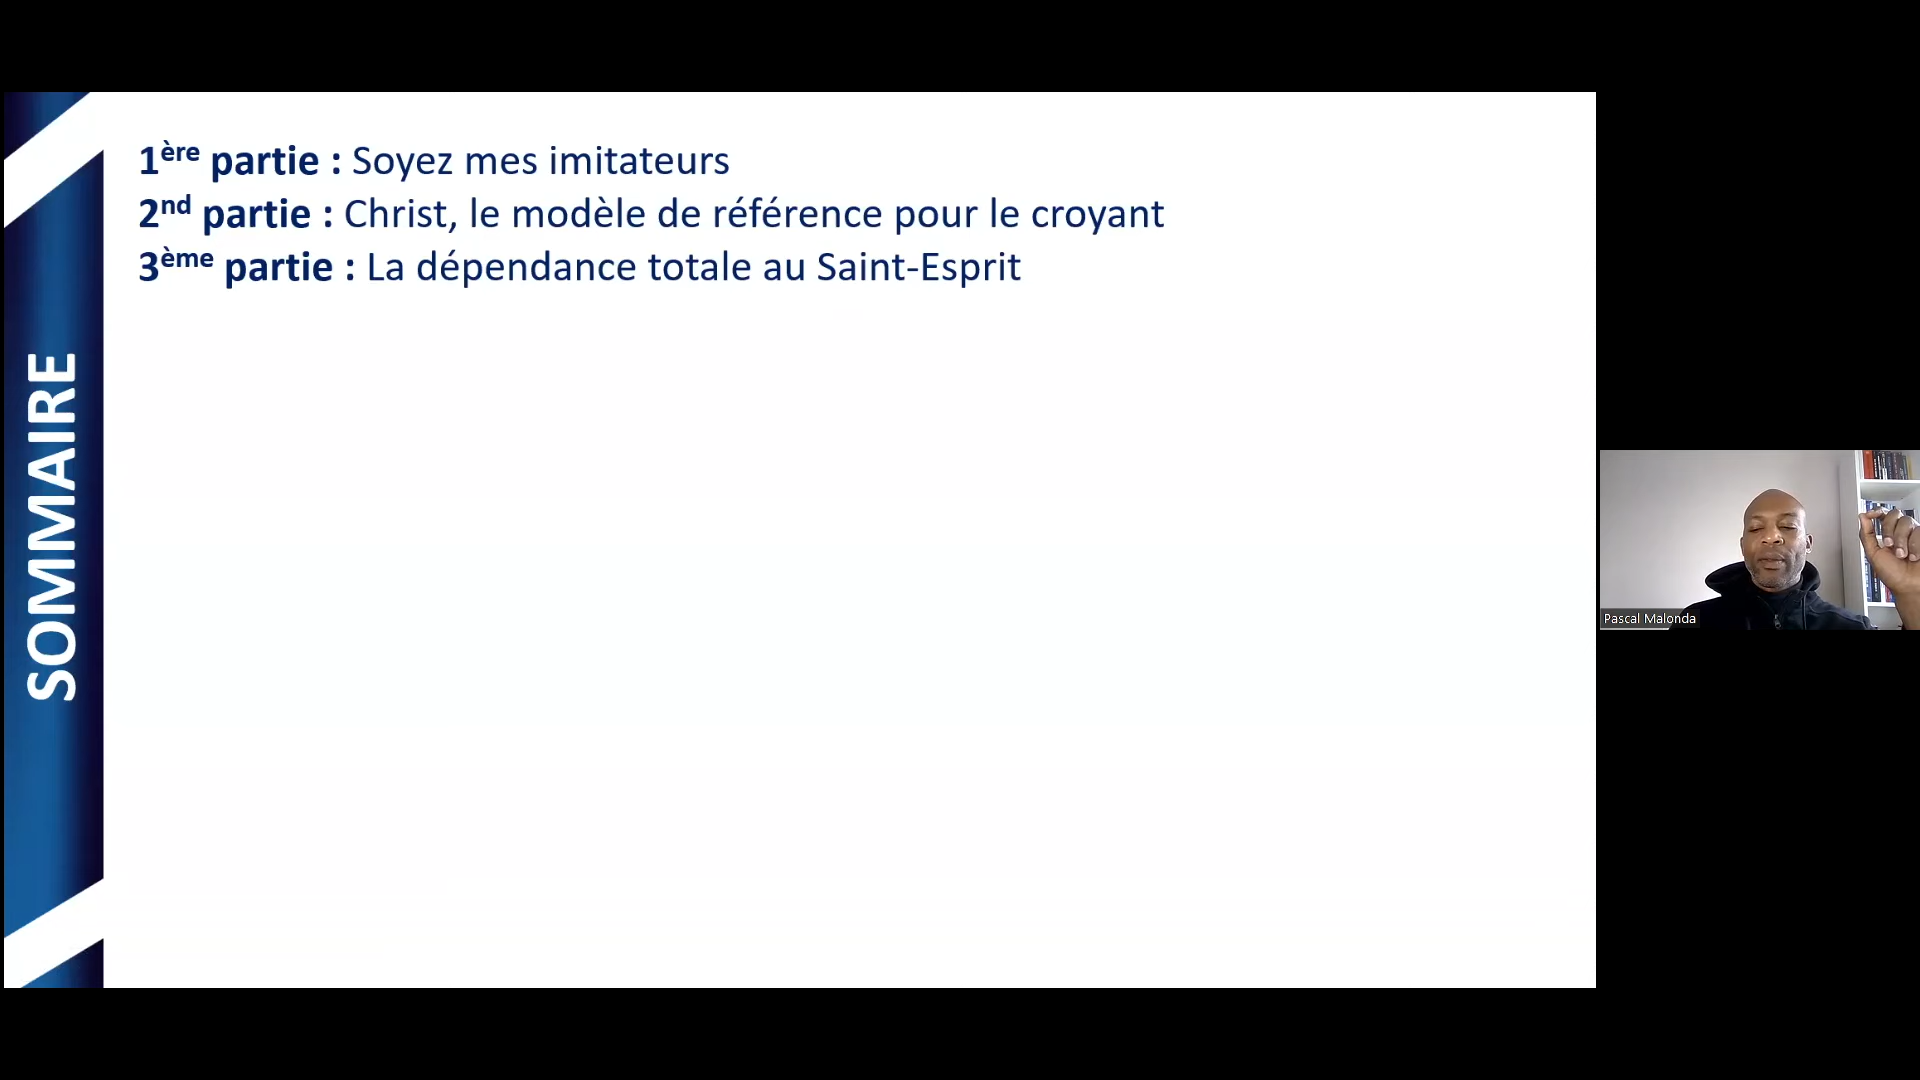 SOMMAIRE
1ère partie : Soyez mes imitateurs
2nd partie : Christ, le modèle de référence pour le croyant
3ème partie : La dépendance totale au Saint-Esprit
Pascal Malonda